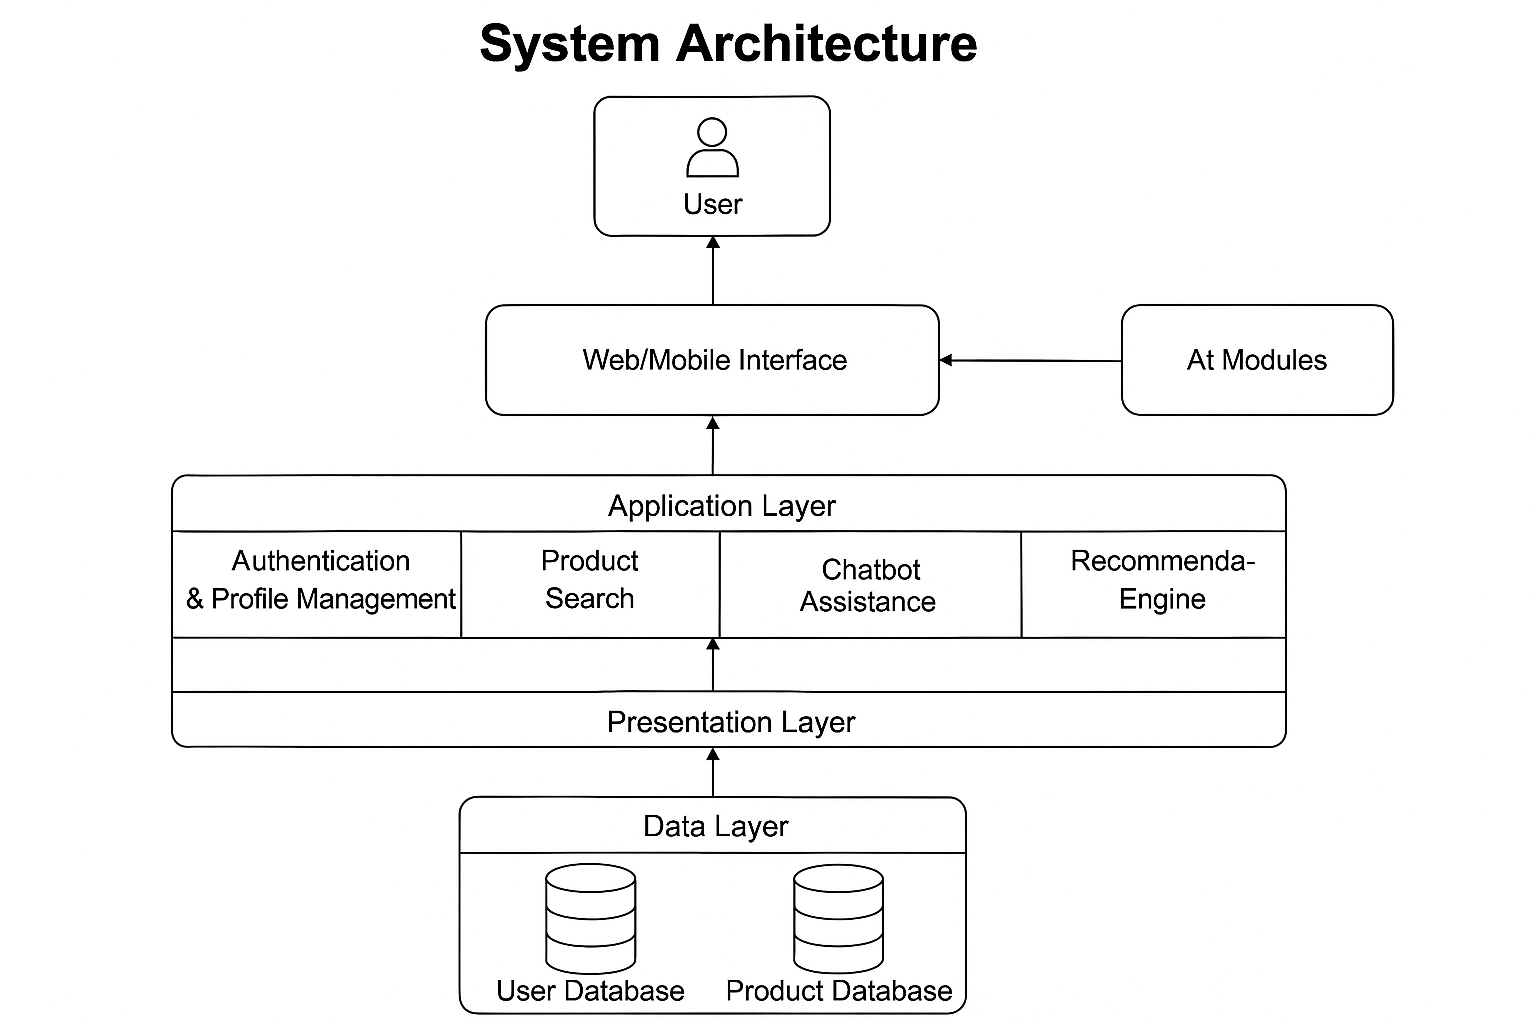 System Architecture
User
Web/Mobile Interface
At Modules
Application Layer
Authentication
& Profile Management
Product
Search
Chatbot
Assistance
Recommenda-
Engine
Presentation Layer
Data Layer
User Database
Product Database